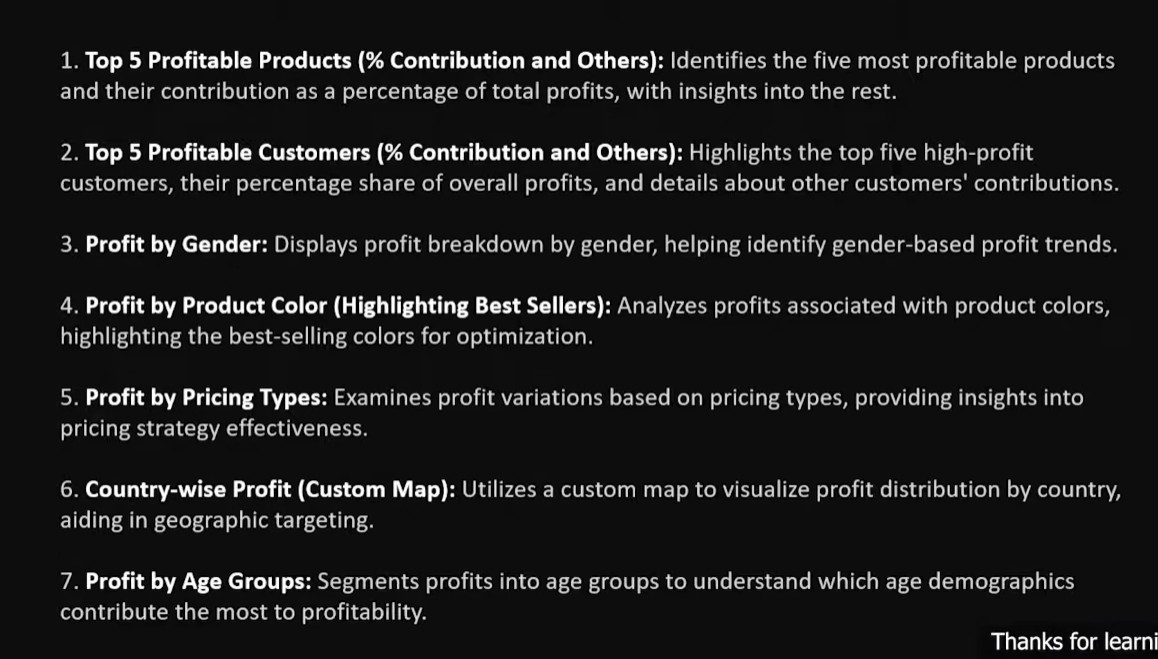 1. Top 5 Profitable Products (% Contribution and Others): Identifies the five most profitable products
and their contribution as a percentage of total profits, with insights into the rest.
2. Top 5 Profitable Customers (% Contribution and Others): Highlights the top five high-profit
customers, their percentage share of overall profits, and details about other customers' contributions.
3. Profit by Gender: Displays profit breakdown by gender, helping identify gender-based profit trends.
4. Profit by Product Color (Highlighting Best Sellers): Analyzes profits associated with product colors,
highlighting the best-selling colors for optimization.
5. Profit by Pricing Types: Examines profit variations based on pricing types, providing insights into
pricing strategy effectiveness.
6. Country-wise Profit (Custom Map): Utilizes a custom map to visualize profit distribution by country,
aiding in geographic targeting.
7. Profit by Age Groups: Segments profits into age groups to understand which age demographics
contribute the most to profitability.
Thanks for learni